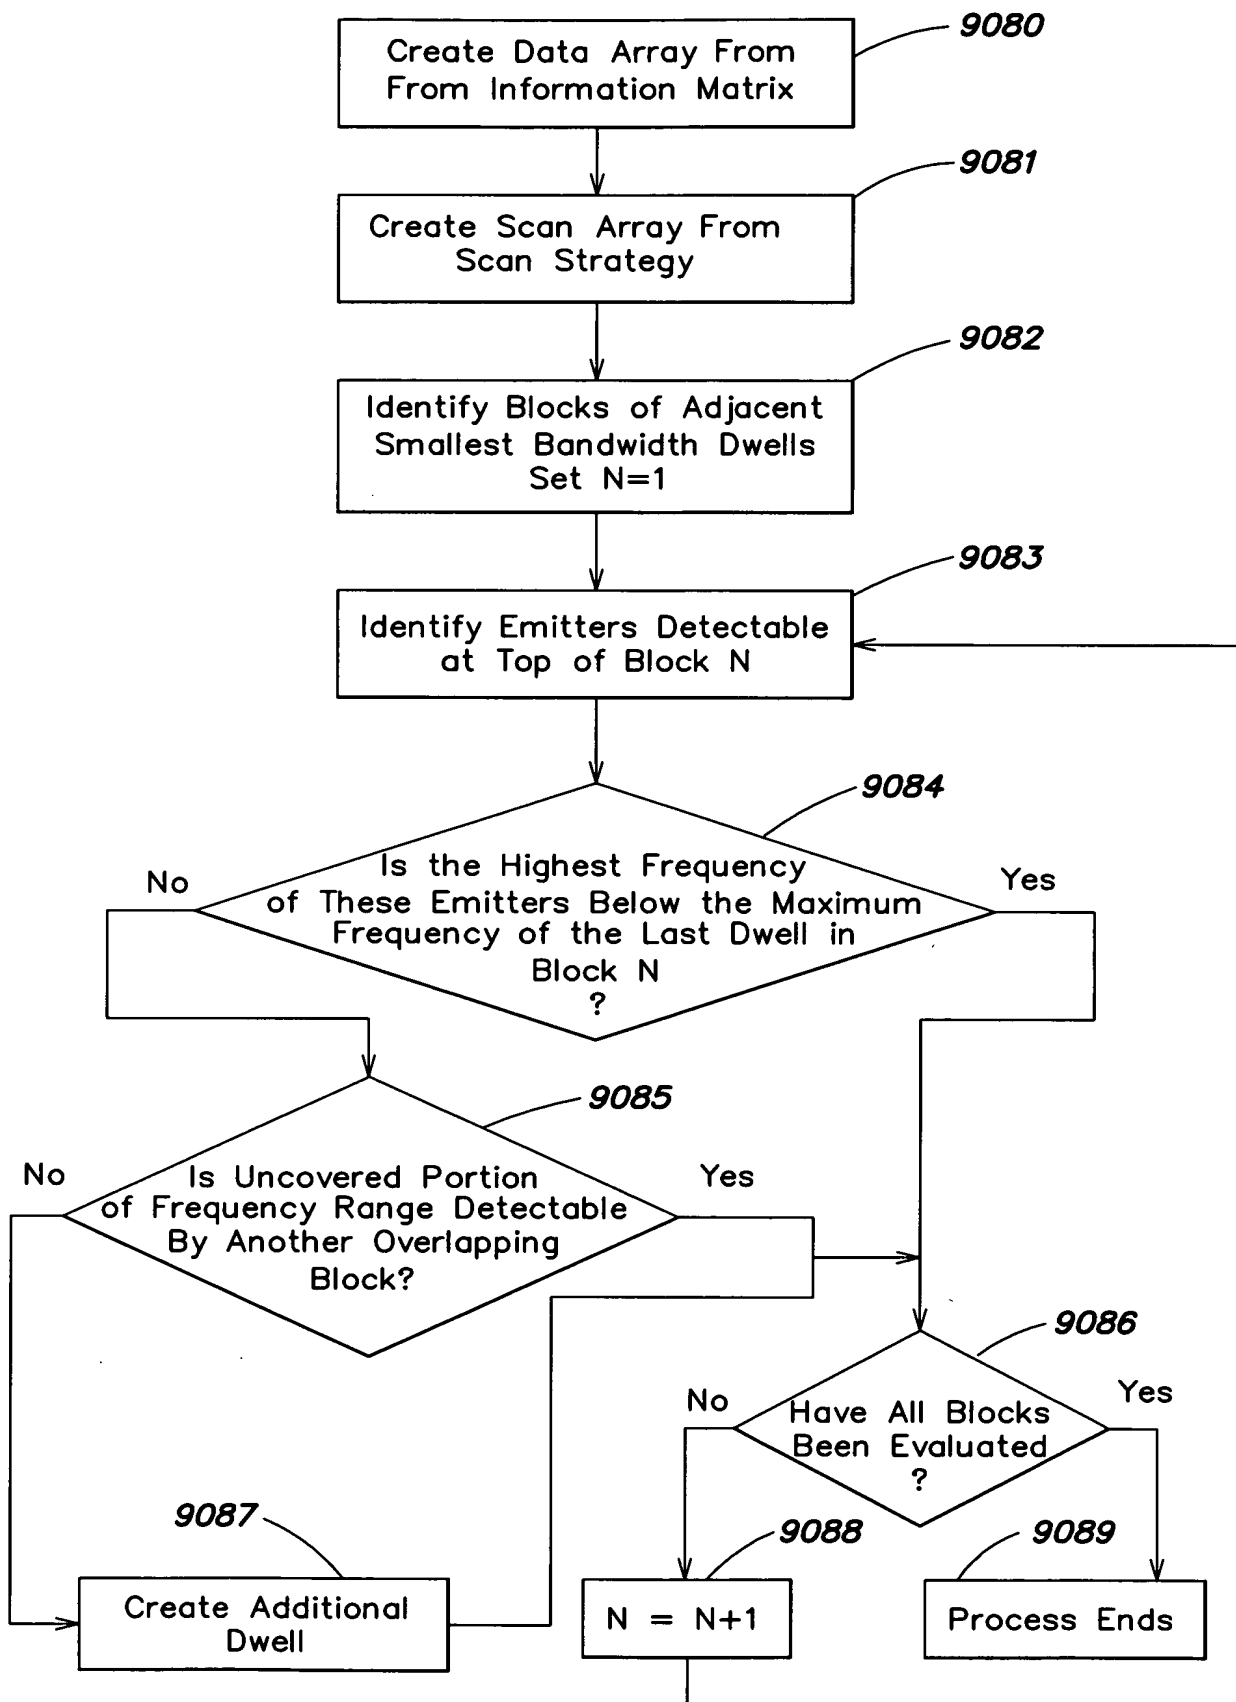 9080
Create Data Array From
From Information Matrix
9081
Create Scan Array From
Scan Strategy
9082
Identify Blocks of Adjacent
Smallest Bandwidth Dwells
Set N=1
9083
Identify Emitters Detectable
at Top of Block N
9084
No
Yes
Is the Highest Frequency
of These Emitters Below the Maximum
Frequency of the Last Dwell in
Block N
?
9085
No
Yes
Is Uncovered Portion
of Frequency Range Detectable
By Another Overlapping
Block?
9086
No
Yes
Have All Blocks
Been Evaluated
?
9087
Create Additional
Dwell
9088
N = N+1
9089
Process Ends